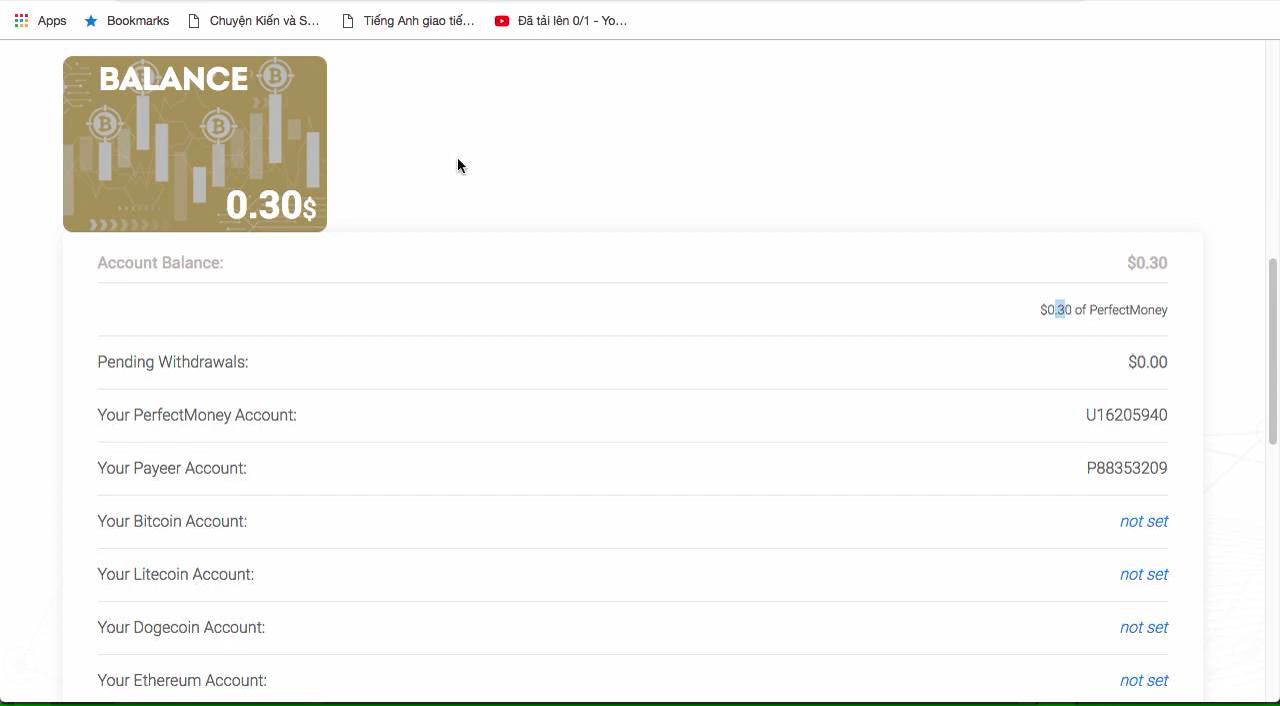 Apps Bookmarks Chuyện Kiến và S... Tiếng Anh giao tiế... Đã tải lên 0/1 - Yo...
BALANCE
0.30$
Account Balance: $0.30
$0.30 of PerfectMoney
Pending Withdrawals: $0.00
Your PerfectMoney Account: U16205940
Your Payeer Account: P88353209
Your Bitcoin Account: not set
Your Litecoin Account: not set
Your Dogecoin Account: not set
Your Ethereum Account: not set